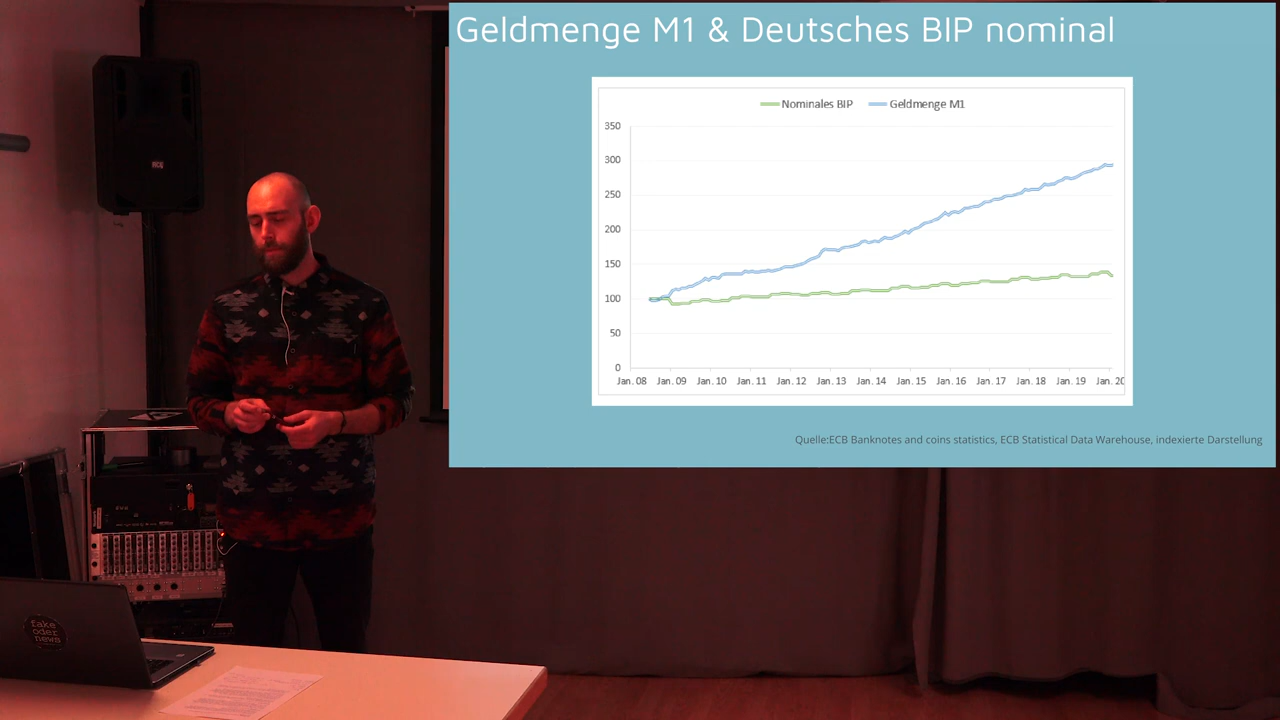 Geldmenge M1 & Deutsches BIP nominal
Nominales BIP Geldmenge M1
350
300
250
200
150
100
50
0
Jan. 08 Jan. 09 Jan. 10 Jan. 11 Jan. 12 Jan. 13 Jan. 14 Jan. 15 Jan. 16 Jan. 17 Jan. 18 Jan. 19 Jan. 20
Quelle:ECB Banknotes and coins statistics, ECB Statistical Data Warehouse, indexierte Darstellung
RCF
fake
oder
news